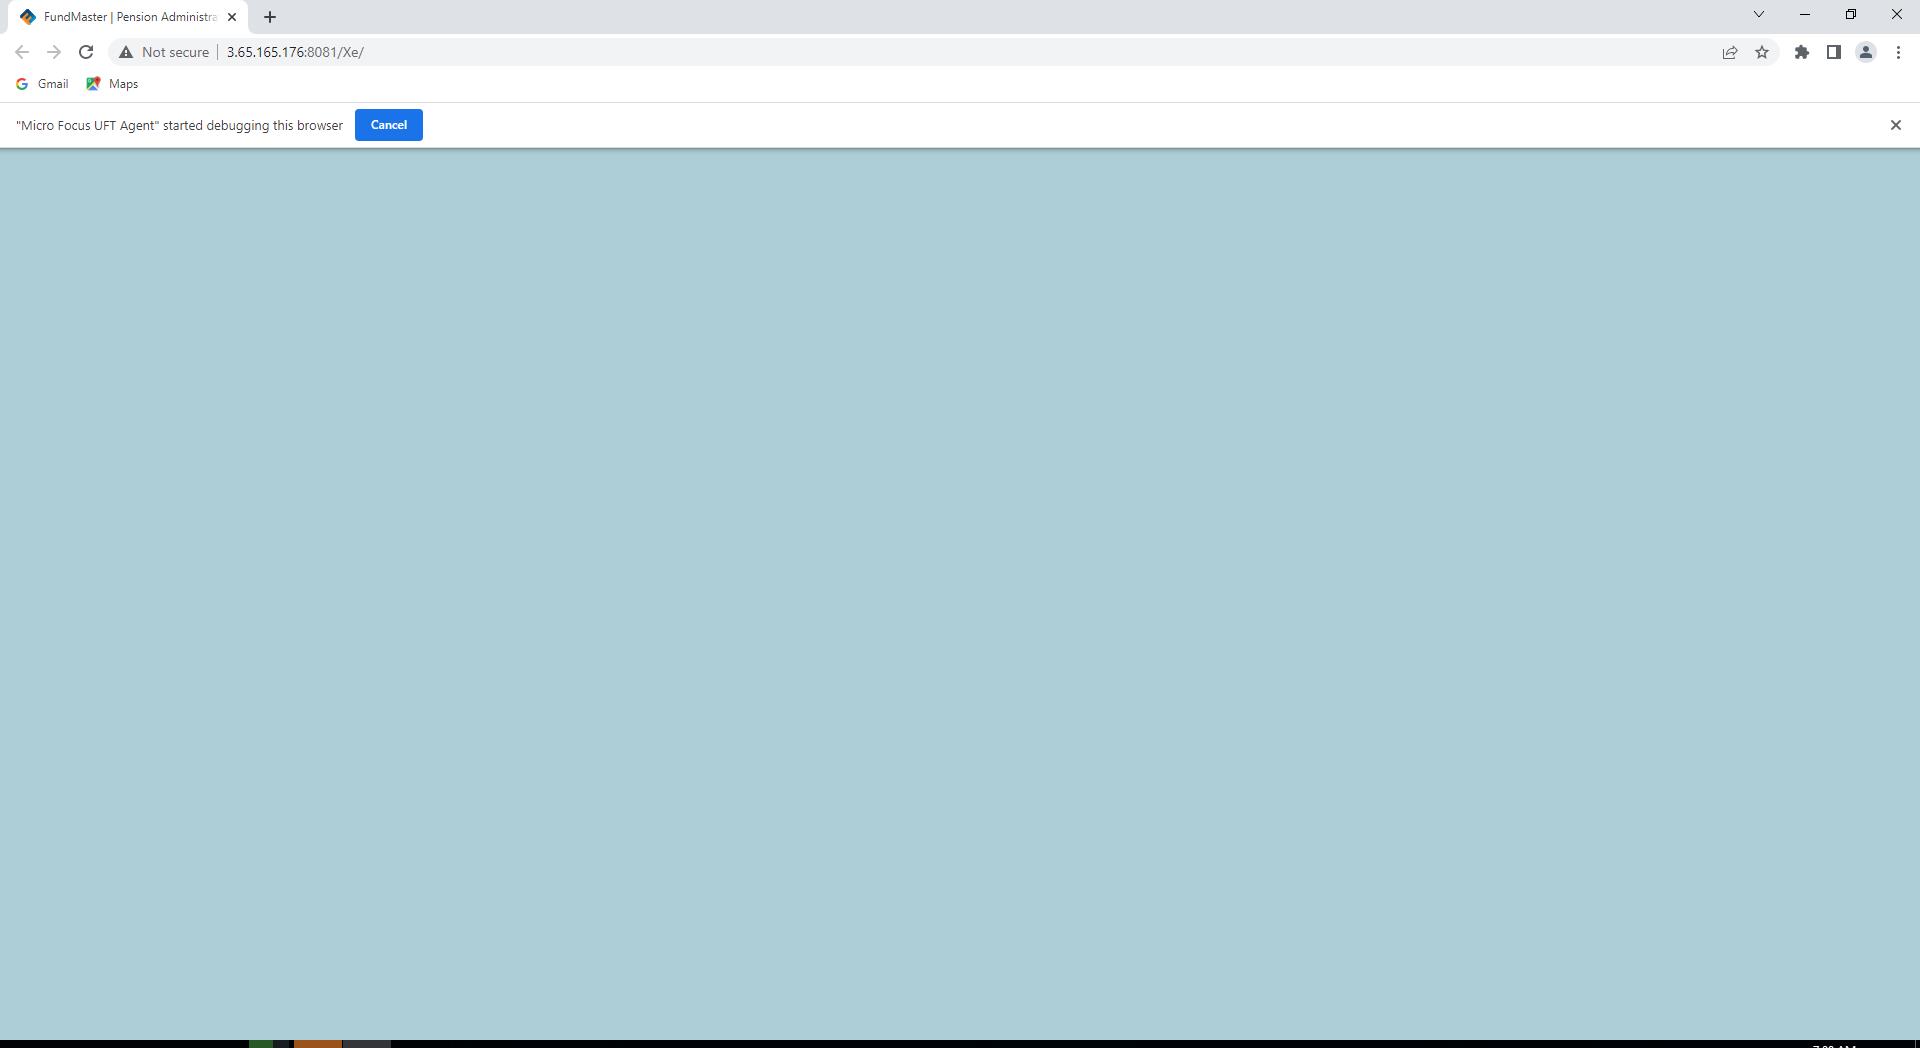 FundMaster | Pension Administra
Not secure 3.65.165.176:8081/Xe/
Gmail Maps
"Micro Focus UFT Agent" started debugging this browser Cancel